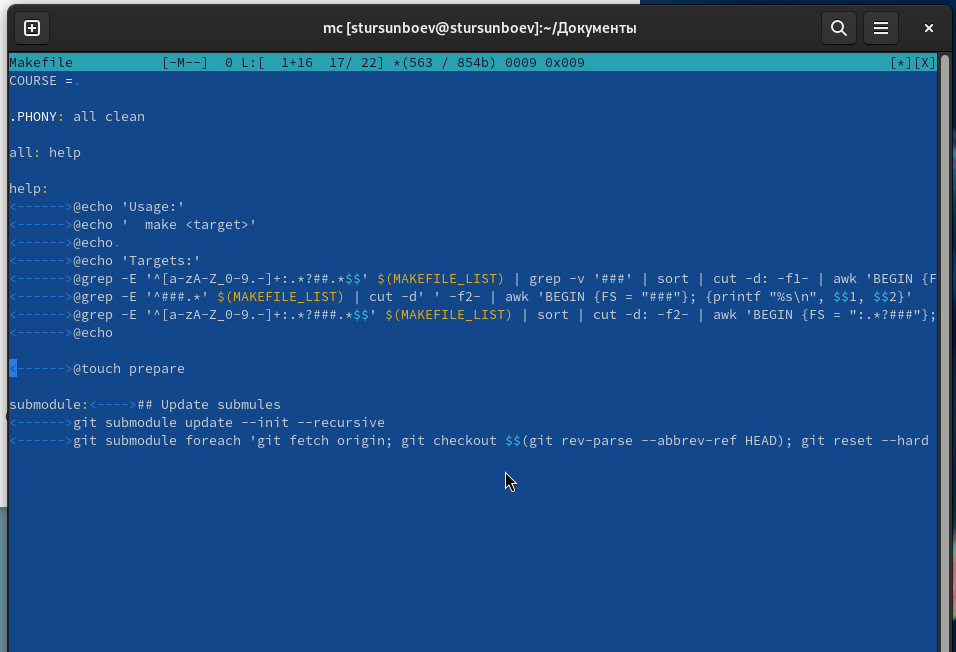 mc [stursunboev@stursunboev]:~/Документы
Makefile [-M--] 0 L:[ 1+16 17/ 22] *(563 / 854b) 0009 0x009 [*][X]
COURSE =.
.PHONY: all clean
all: help
help:
<------>@echo 'Usage:'
<------>@echo '  make <target>'
<------>@echo.
<------>@echo 'Targets:'
<------>@grep -E '^[a-zA-Z_0-9.-]+:.*?##.*$$' $(MAKEFILE_LIST) | grep -v '###' | sort | cut -d: -f1- | awk 'BEGIN {F
<------>@grep -E '^###.*' $(MAKEFILE_LIST) | cut -d' ' -f2- | awk 'BEGIN {FS = "###"}; {printf "%s\n", $$1, $$2}'
<------>@grep -E '^[a-zA-Z_0-9.-]+:.*?###.*$$' $(MAKEFILE_LIST) | sort | cut -d: -f2- | awk 'BEGIN {FS = ":.*?###"};
<------>@echo
<------>@touch prepare
submodule:<---->## Update submules
<------>git submodule update --init --recursive
<------>git submodule foreach 'git fetch origin; git checkout $$(git rev-parse --abbrev-ref HEAD); git reset --hard